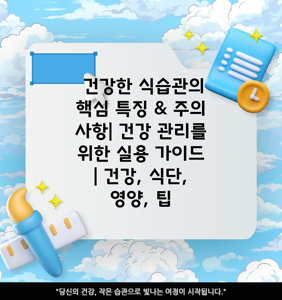 건강한 식습관의
핵심 특징 & 주의
사항| 건강 관리를
위한 실용 가이드
| 건강, 식단,
영양, 팁
"당신의 건강, 작은 습관으로 빛나는 여정이 시작됩니다."